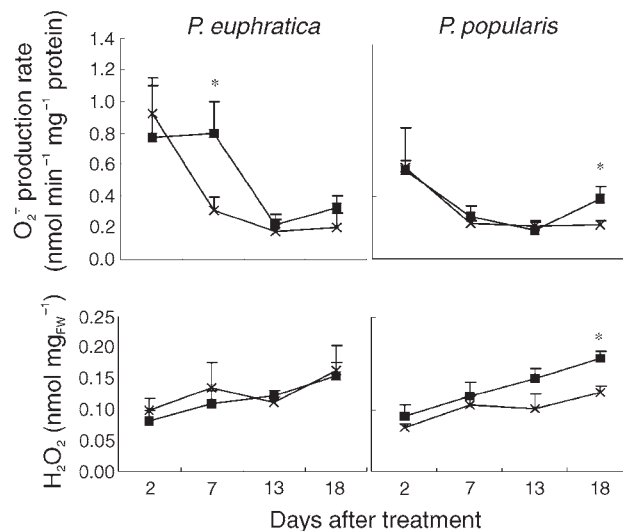 P. euphratica
P. popularis
O₂⁻ production rate
(nmol min⁻¹ mg⁻¹ protein)
1.4
1.2
1.0
0.8
0.6
0.4
0.2
0.0
*
*
H₂O₂ (nmol mg_FW⁻¹)
0.25
0.20
0.15
0.10
0.05
0.00
*
2 7 13 18
2 7 13 18
Days after treatment